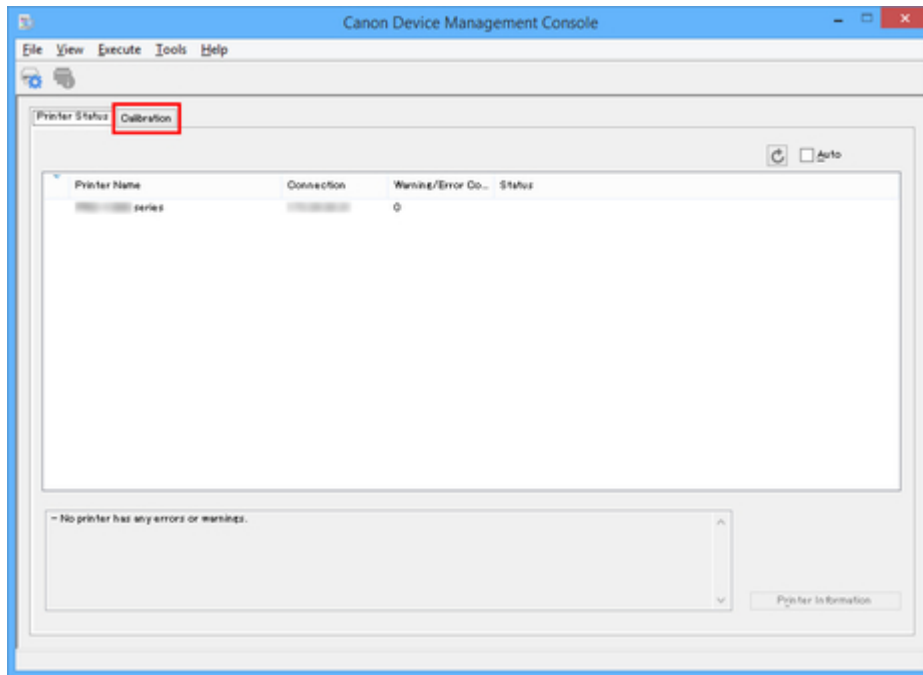 Canon Device Management Console
File View Execute Tools Help
Printer Status Calibration
Auto
Printer Name Connection Warning/Error Co... Status
series 0
- No printer has any errors or warnings.
Printer Information